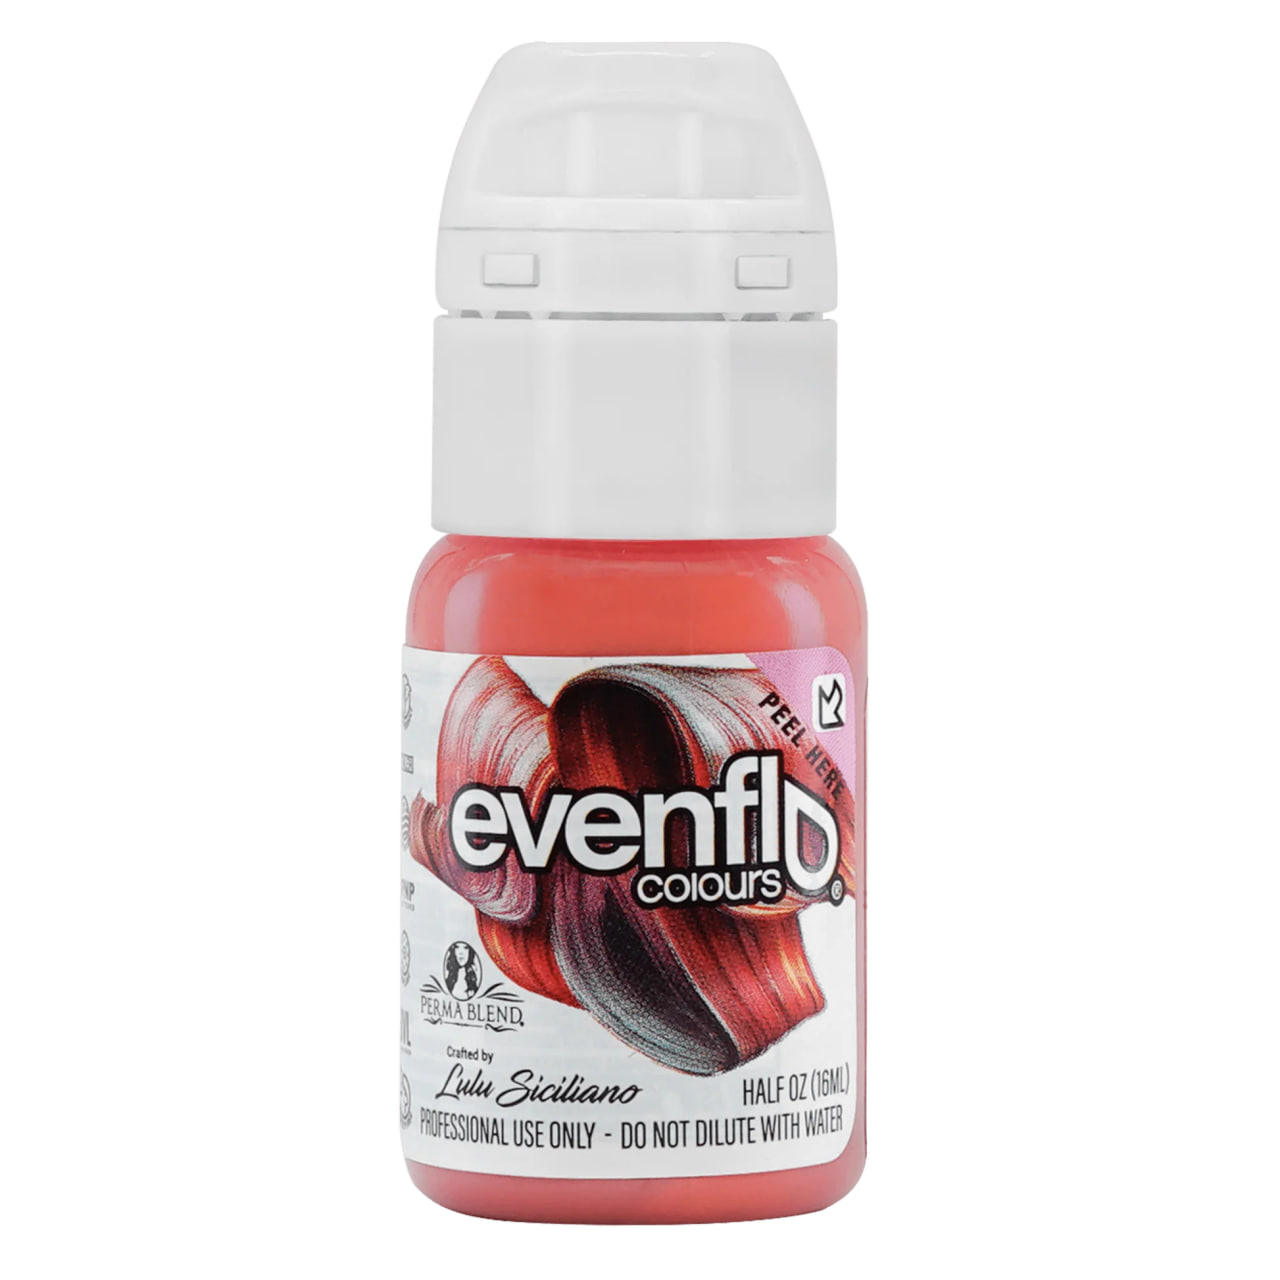 PEEL HERE
evenflo
colours
®
PERMA BLEND
Crafted by
Lulu Siciliano
HALF OZ (16ML)
PROFESSIONAL USE ONLY - DO NOT DILUTE WITH WATER